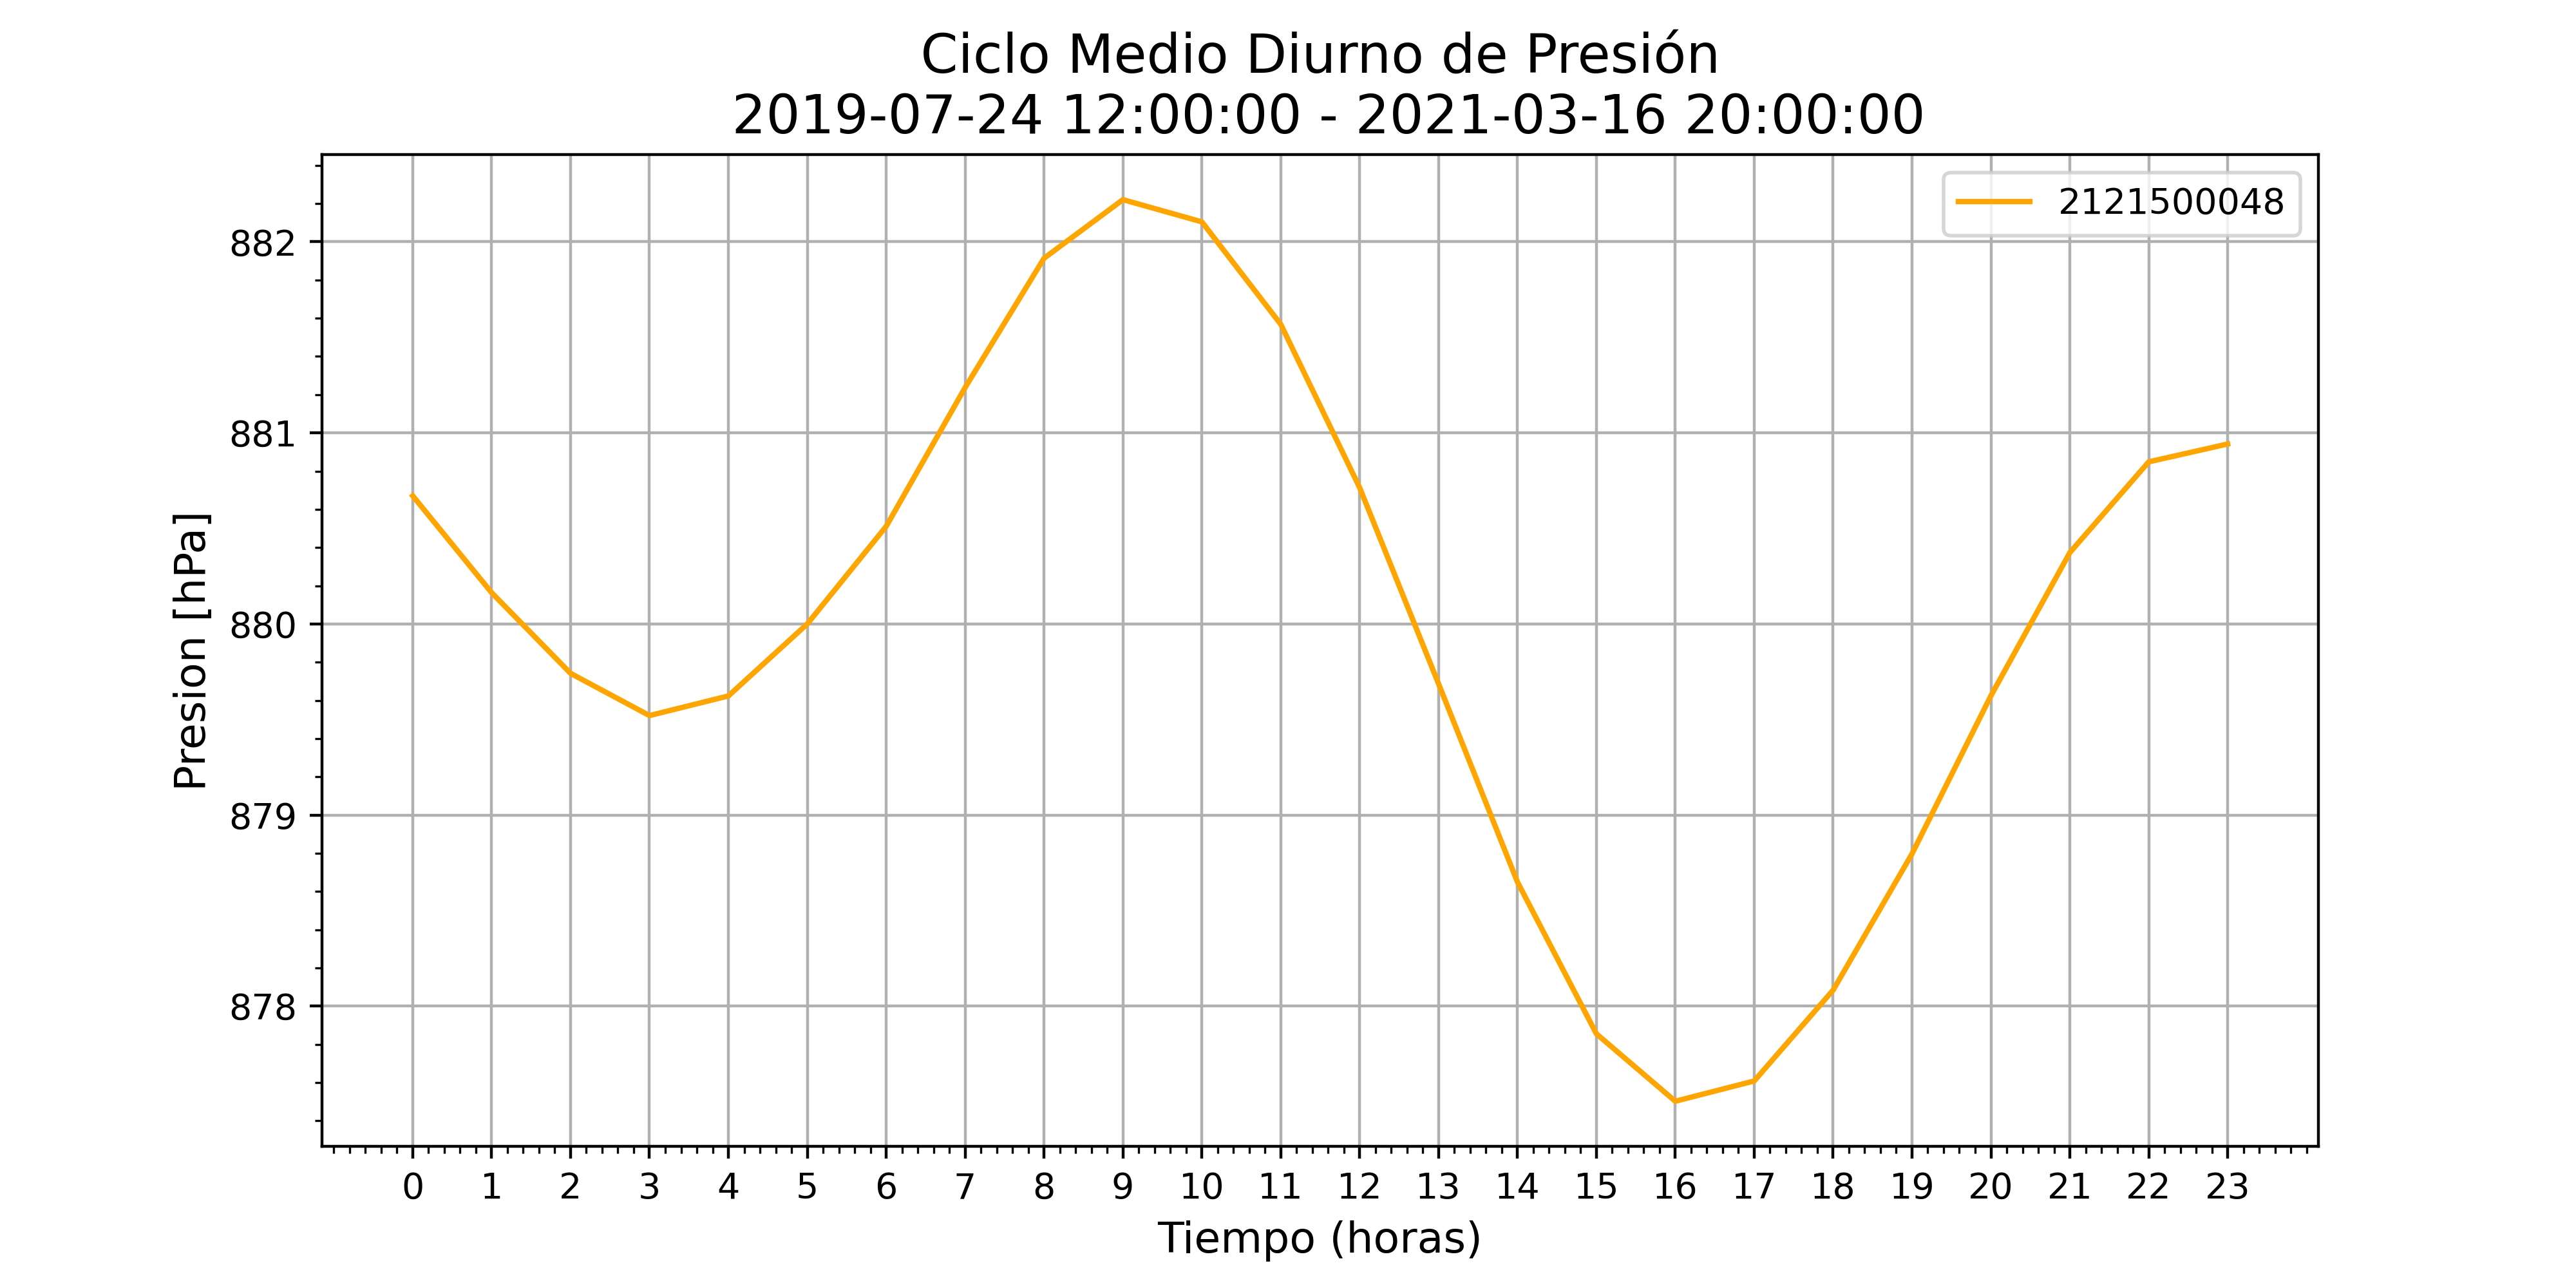 Ciclo Medio Diurno de Presión
2019-07-24 12:00:00 - 2021-03-16 20:00:00
2121500048
882
881
880
879
878
Presion [hPa]
0 1 2 3 4 5 6 7 8 9 10 11 12 13 14 15 16 17 18 19 20 21 22 23
Tiempo (horas)